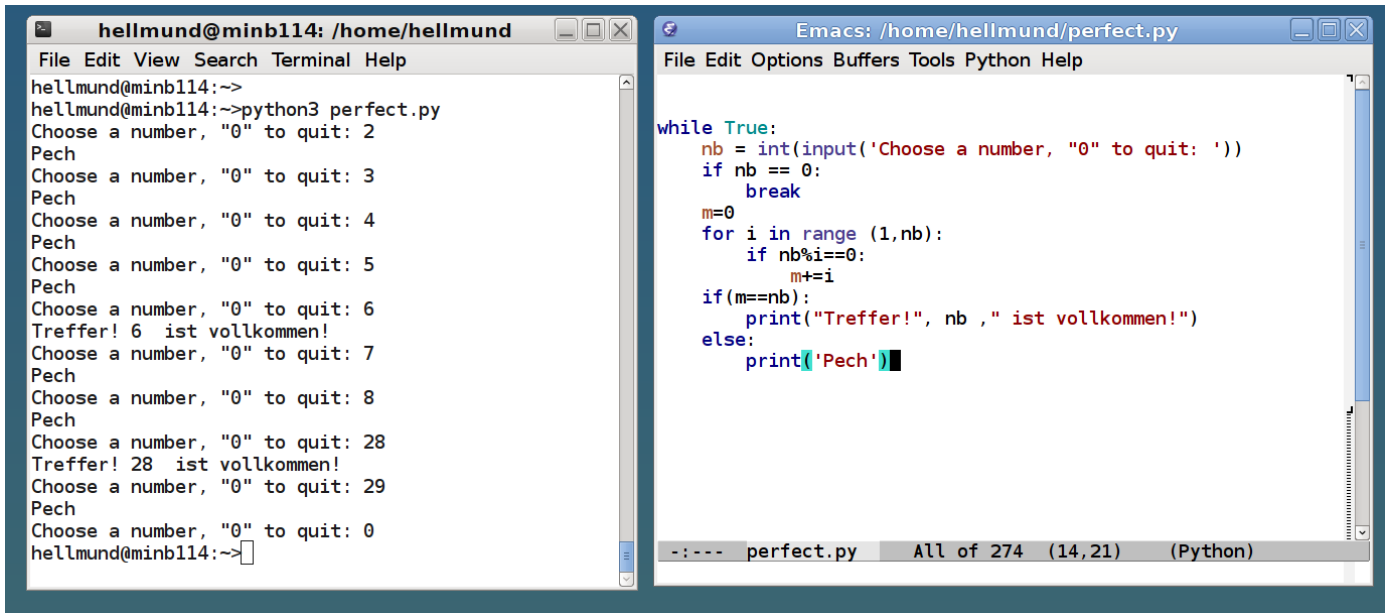 hellmund@minb114: /home/hellmund
File Edit View Search Terminal Help
hellmund@minb114:~>
hellmund@minb114:~>python3 perfect.py
Choose a number, "0" to quit: 2
Pech
Choose a number, "0" to quit: 3
Pech
Choose a number, "0" to quit: 4
Pech
Choose a number, "0" to quit: 5
Pech
Choose a number, "0" to quit: 6
Treffer! 6  ist vollkommen!
Choose a number, "0" to quit: 7
Pech
Choose a number, "0" to quit: 8
Pech
Choose a number, "0" to quit: 28
Treffer! 28  ist vollkommen!
Choose a number, "0" to quit: 29
Pech
Choose a number, "0" to quit: 0
hellmund@minb114:~>
Emacs: /home/hellmund/perfect.py
File Edit Options Buffers Tools Python Help
while True:
    nb = int(input('Choose a number, "0" to quit: '))
    if nb == 0:
        break
    m=0
    for i in range (1,nb):
        if nb%i==0:
            m+=i
    if(m==nb):
        print("Treffer!", nb ," ist vollkommen!")
    else:
        print('Pech')
-:---  perfect.py     All of 274  (14,21)    (Python)